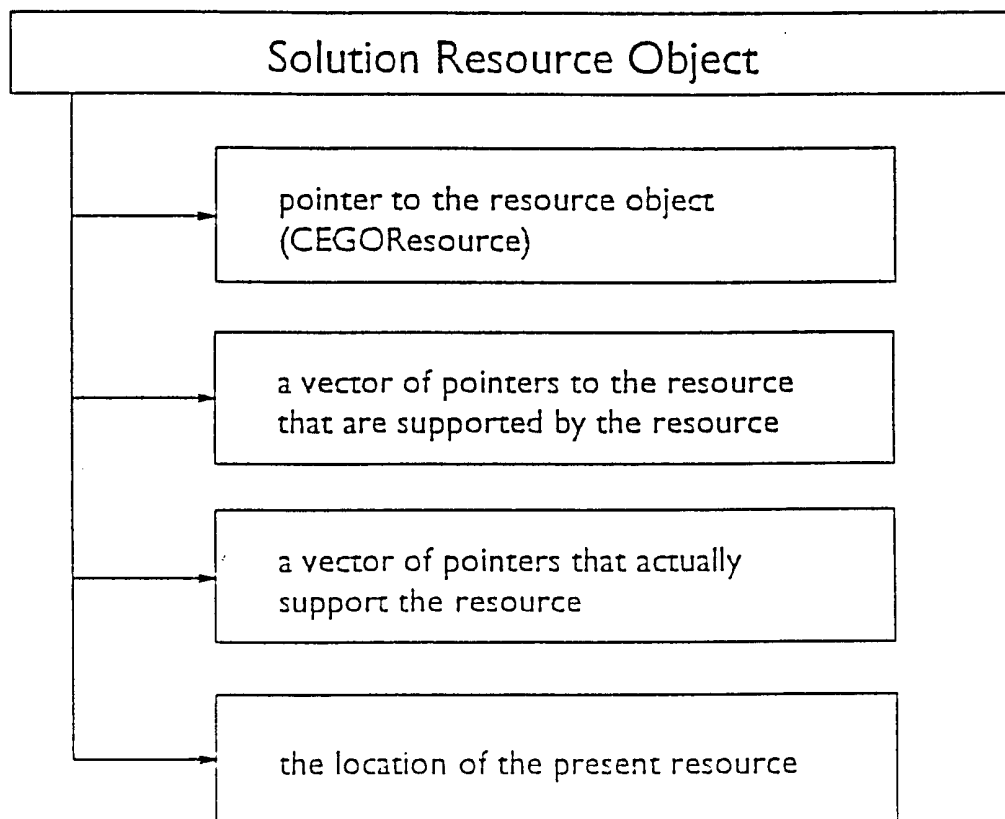 Solution Resource Object
pointer to the resource object
(CEGOResource)
a vector of pointers to the resource
that are supported by the resource
a vector of pointers that actually
support the resource
the location of the present resource